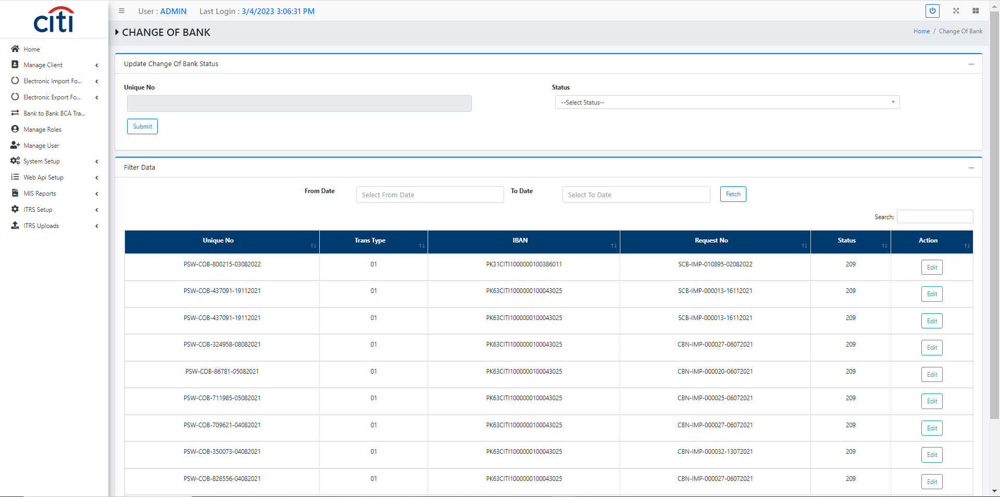 citi
User : ADMIN Last Login : 3/4/2023 3:06:31 PM
CHANGE OF BANK
Home / Change Of Bank
Home
Manage Client
Electronic Import Fo...
Electronic Export Fo...
Bank to Bank BCA Tra...
Manage Roles
Manage User
System Setup
Web Api Setup
MIS Reports
ITRS Setup
ITRS Uploads
Update Change Of Bank Status
Unique No Status
--Select Status--
Submit
Filter Data
From Date Select From Date To Date Select To Date Fetch
Search:
Unique No Trans Type IBAN Request No Status Action
PSW-COB-800215-03082022 01 PK31CITI1000000100386011 SCB-IMP-010895-02082022 209 Edit
PSW-COB-437091-19112021 01 PK63CITI1000000100043025 SCB-IMP-000013-16112021 209 Edit
PSW-COB-437091-19112021 01 PK63CITI1000000100043025 SCB-IMP-000013-16112021 209 Edit
PSW-COB-324958-08082021 01 PK63CITI1000000100043025 CBN-IMP-000027-06072021 209 Edit
PSW-COB-86781-05082021 01 PK63CITI1000000100043025 CBN-IMP-000020-06072021 209 Edit
PSW-COB-711985-05082021 01 PK63CITI1000000100043025 CBN-IMP-000025-06072021 209 Edit
PSW-COB-709621-04082021 01 PK63CITI1000000100043025 CBN-IMP-000027-06072021 209 Edit
PSW-COB-350073-04082021 01 PK63CITI1000000100043025 CBN-IMP-000032-13072021 209 Edit
PSW-COB-826556-04082021 01 PK63CITI1000000100043025 CBN-IMP-000027-06072021 209 Edit